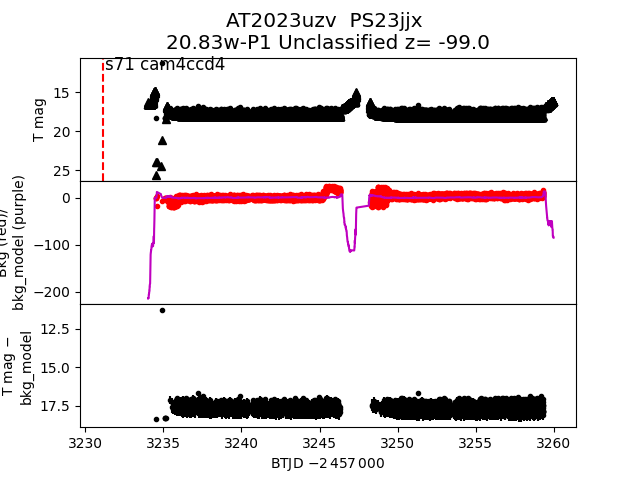 AT2023uzv  PS23jjx
20.83w-P1 Unclassified z= -99.0
s71 cam4ccd4
T mag
15
20
25
Bkg (red)/
bkg_model (purple)
0
−100
−200
T mag −
bkg_model
12.5
15.0
17.5
3230 3235 3240 3245 3250 3255 3260
BTJD −2 457 000